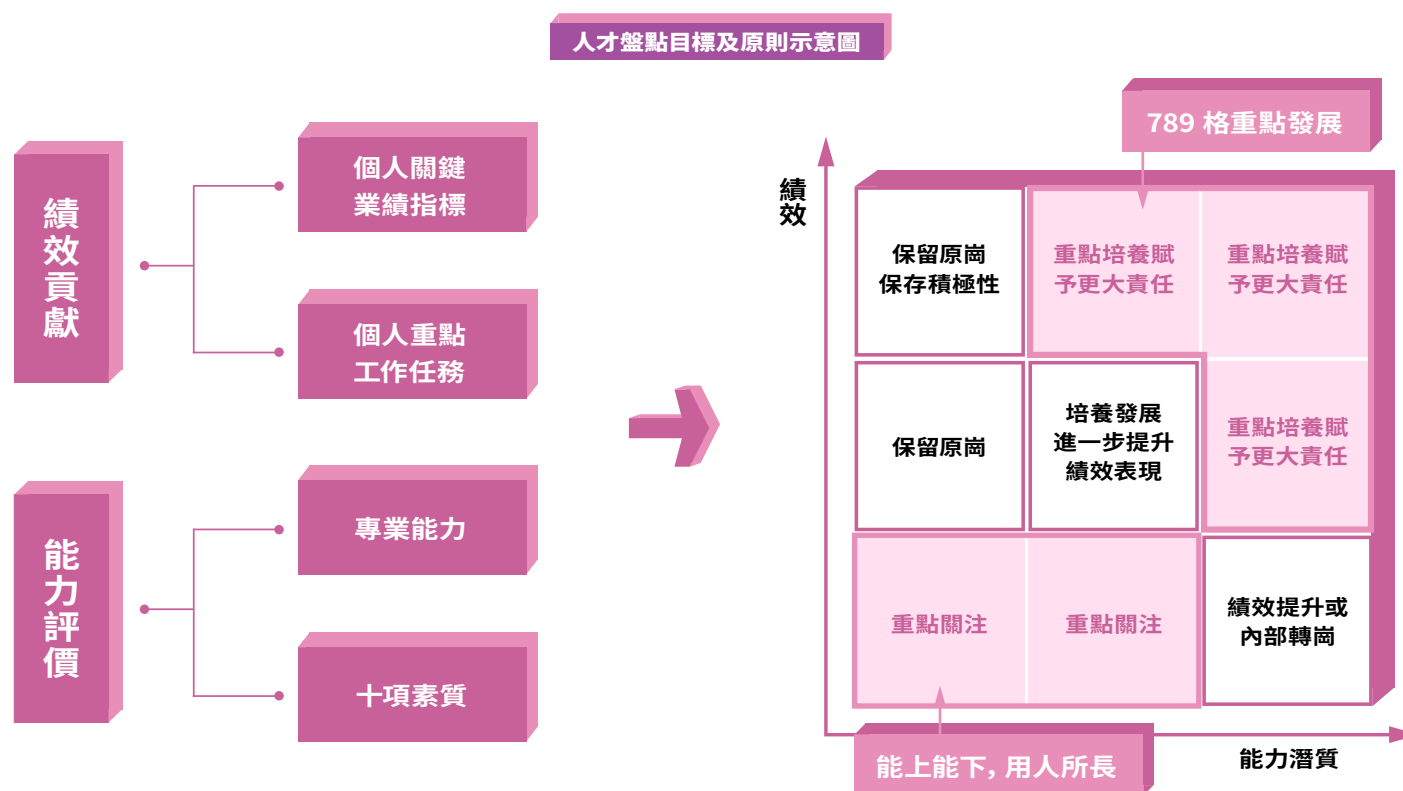 人才盤點目標及原則示意圖
績效貢獻
個人關鍵
業績指標
個人重點
工作任務
能力評價
專業能力
十項素質
789 格重點發展
績效
保留原崗
保存積極性
重點培養賦
予更大責任
重點培養賦
予更大責任
保留原崗
培養發展
進一步提升
績效表現
重點培養賦
予更大責任
重點關注
重點關注
績效提升或
內部轉崗
能上能下，用人所長
能力潛質